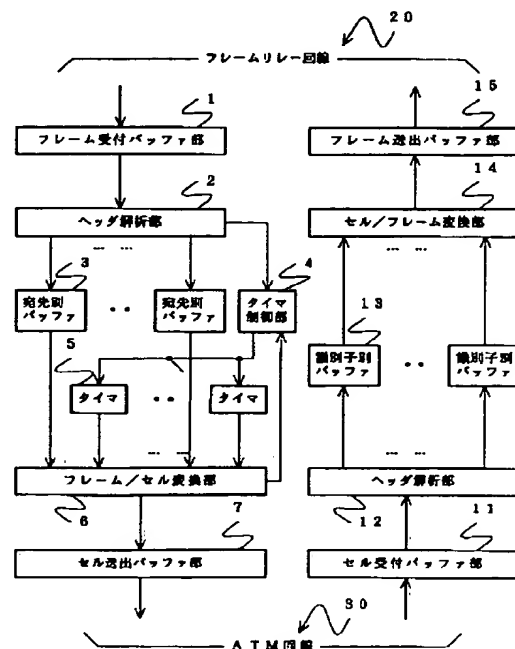 20
フレームリレー回線
1
フレーム受付バッファ部
2
ヘッダ解析部
3
4
宛先別
バッファ
・・
宛先別
バッファ
タイマ
制御部
5
タイマ
・・
タイマ
フレーム/セル変換部
6
7
セル送出バッファ部
15
フレーム送出バッファ部
14
セル/フレーム変換部
13
識別子別
バッファ
・・
識別子別
バッファ
ヘッダ解析部
12
11
セル受付バッファ部
30
ATM回線